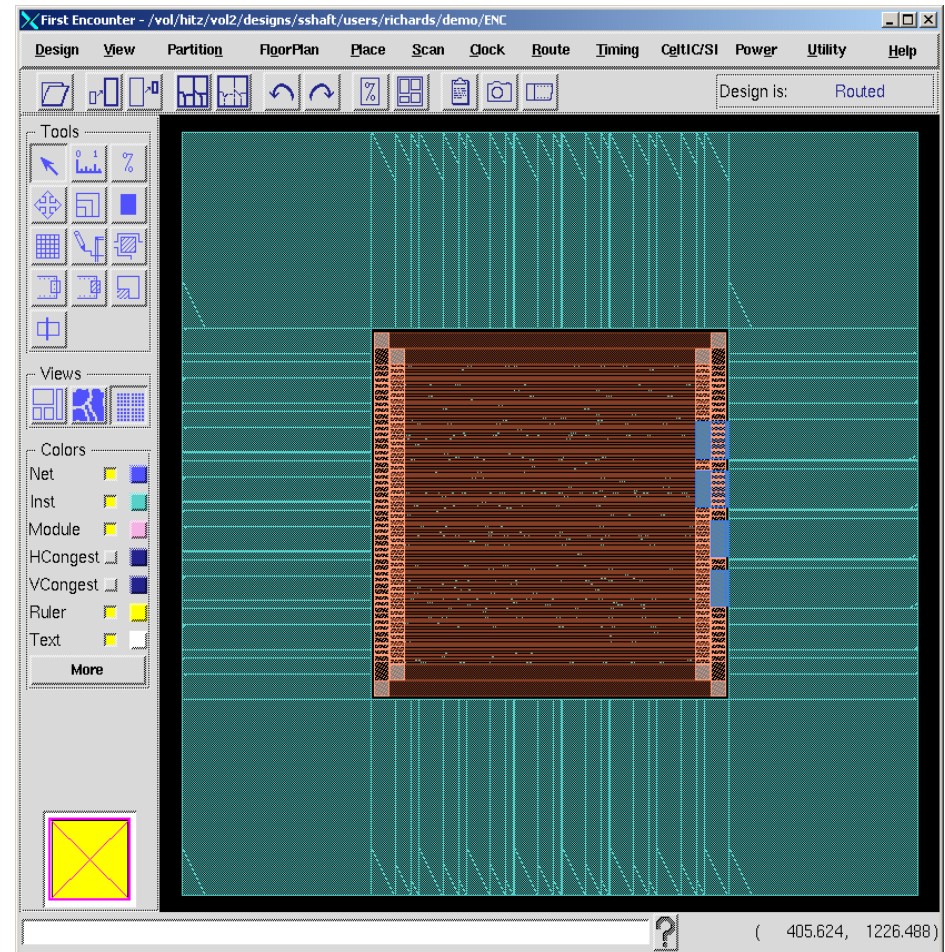 First Encounter - /vol/hitz/vol2/designs/sshaft/users/richards/demo/ENC
Design View Partition FloorPlan Place Scan Clock Route Timing CeltIC/SI Power Utility Help
Design is: Routed
Tools
0 1
%
Views
Colors
Net
Inst
Module
HCongest
VCongest
Ruler
Text
More
? ( 405.624, 1226.488)